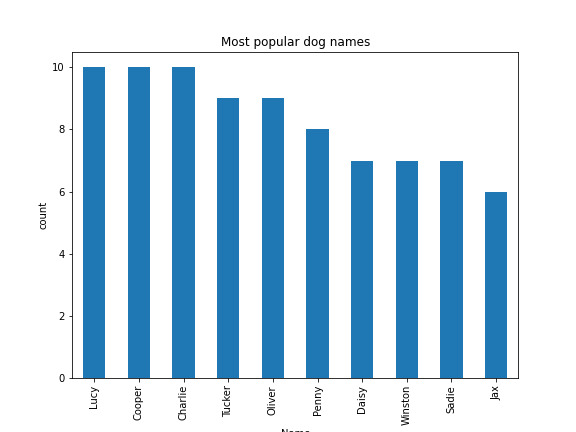 Most popular dog names
10
8
6
4
2
0
count
Lucy
Cooper
Charlie
Tucker
Oliver
Penny
Daisy
Winston
Sadie
Jax
Name